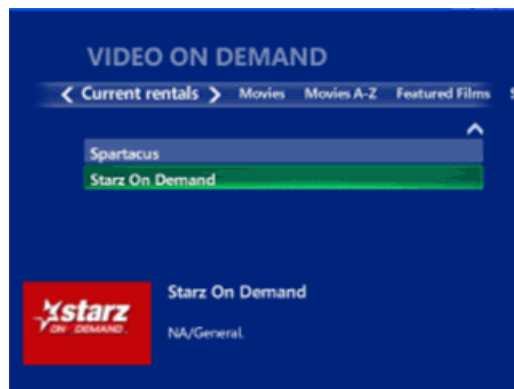 VIDEO ON DEMAND
< Current rentals > Movies Movies A-Z Featured Films
Spartacus
Starz On Demand
Starz On Demand
starz
ON DEMAND.
NA/General.